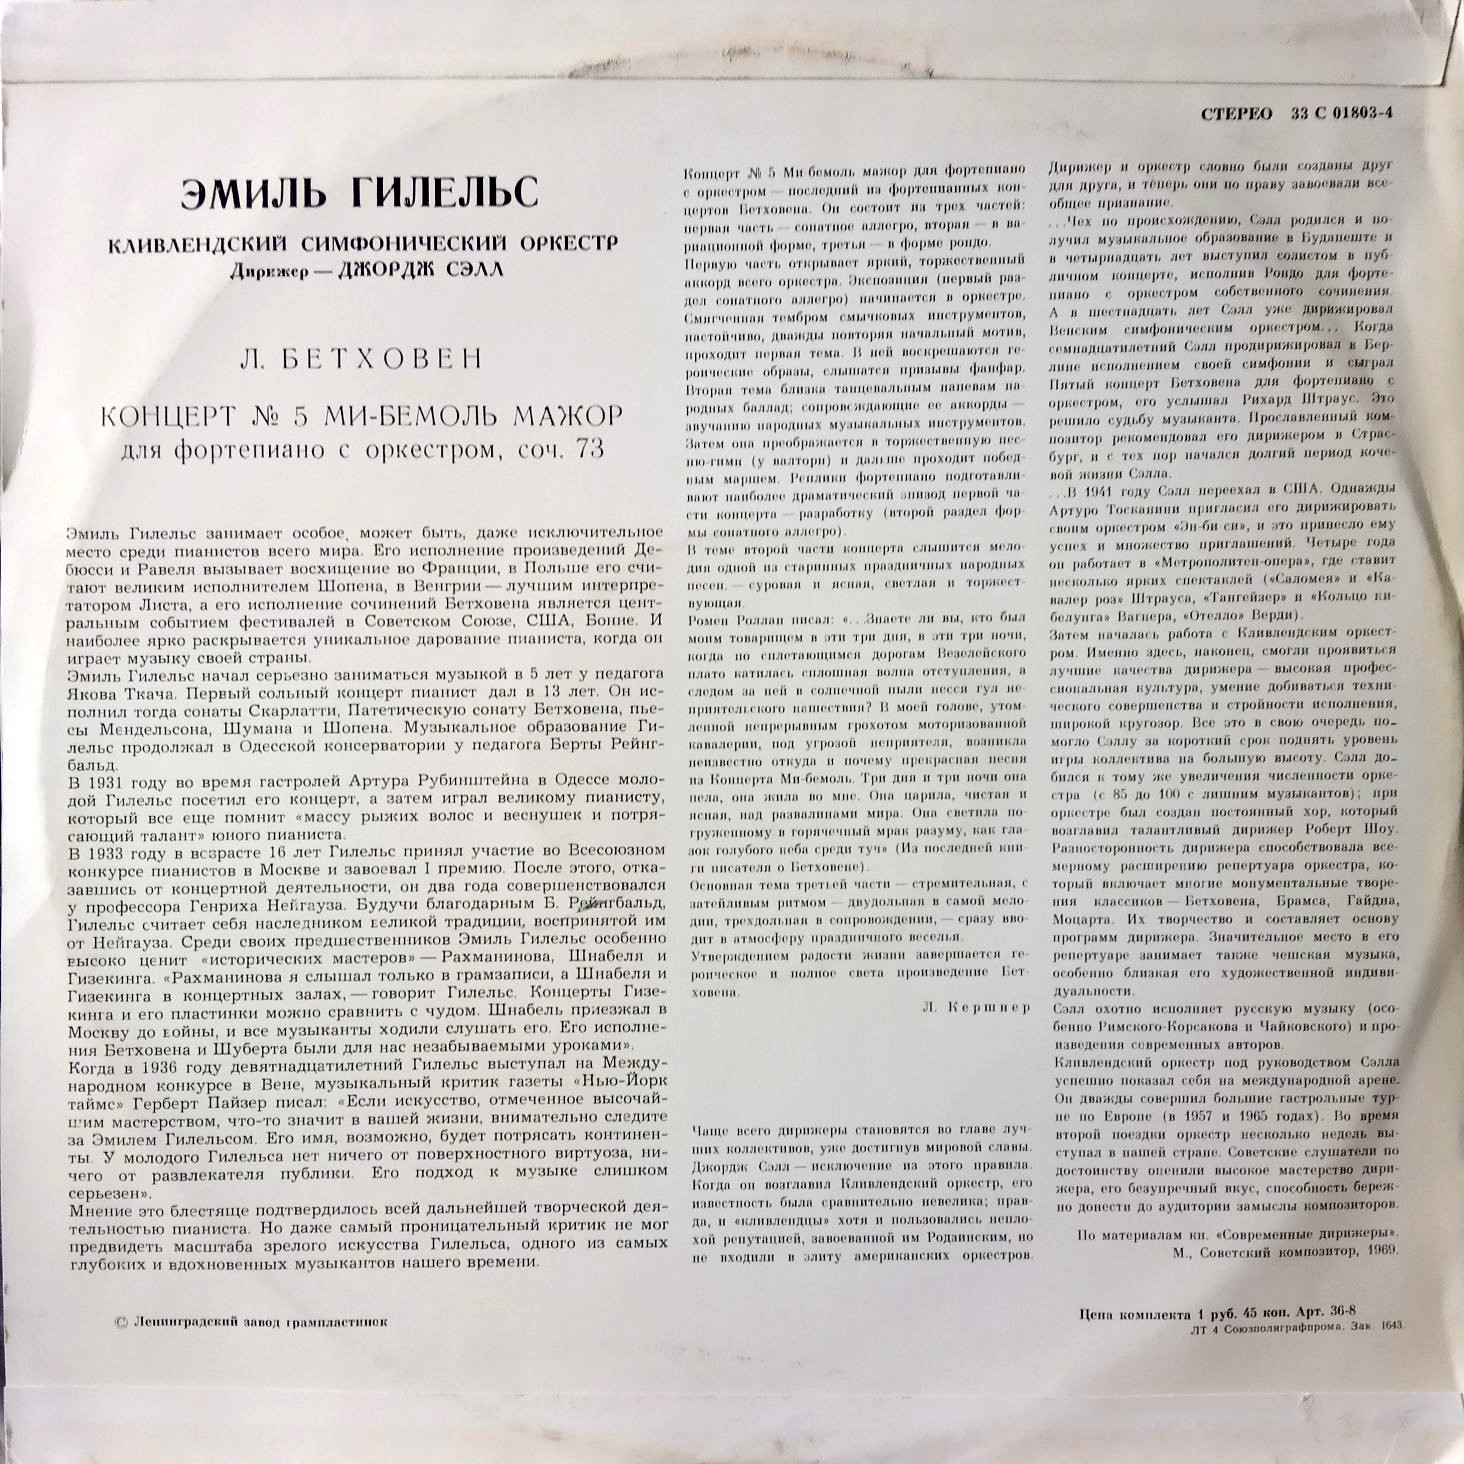 СТЕРЕО 33 С 01803-4
ЭМИЛЬ ГИЛЕЛЬС
КЛИВЛЕНДСКИЙ СИМФОНИЧЕСКИЙ ОРКЕСТР
Дирижер — ДЖОРДЖ СЭЛЛ
Л. БЕТХОВЕН
КОНЦЕРТ № 5 МИ-БЕМОЛЬ МАЖОР
для фортепиано с оркестром, соч. 73
Эмиль Гилельс занимает особое, может быть, даже исключительное
место среди пианистов всего мира. Его исполнение произведений Де-
бюсси и Равеля вызывает восхищение во Франции, в Польше его счи-
тают великим исполнителем Шопена, в Венгрии — лучшим интерпре-
татором Листа, а его исполнение сочинений Бетховена является цент-
ральным событием фестивалей в Советском Союзе, США, Бонне. И
наиболее ярко раскрывается уникальное дарование пианиста, когда он
играет музыку своей страны.
Эмиль Гилельс начал серьезно заниматься музыкой в 5 лет у педагога
Якова Ткача. Первый сольный концерт пианист дал в 13 лет. Он ис-
полнил тогда сонаты Скарлатти, Патетическую сонату Бетховена, пье-
сы Мендельсона, Шумана и Шопена. Музыкальное образование Ги-
лельс продолжал в Одесской консерватории у педагога Берты Рейнг-
бальд.
В 1931 году во время гастролей Артура Рубинштейна в Одессе моло-
дой Гилельс посетил его концерт, а затем играл великому пианисту,
который все еще помнит «массу рыжих волос и веснушек и потря-
сающий талант» юного пианиста.
В 1933 году в возрасте 16 лет Гилельс принял участие во Всесоюзном
конкурсе пианистов в Москве и завоевал I премию. После этого, отка-
завшись от концертной деятельности, он два года совершенствовался
у профессора Генриха Нейгауза. Будучи благодарным Б. Рейнгбальд,
Гилельс считает себя наследником великой традиции, воспринятой им
от Нейгауза. Среди своих предшественников Эмиль Гилельс особенно
высоко ценит «исторических мастеров» — Рахманинова, Шнабеля и
Гизекинга. «Рахманинова я слышал только в грамзаписи, а Шнабеля и
Гизекинга в концертных залах, — говорит Гилельс. Концерты Гизе-
кинга и его пластинки можно сравнить с чудом. Шнабель приезжал в
Москву до войны, и все музыканты ходили слушать его. Его исполне-
ния Бетховена и Шуберта были для нас незабываемыми уроками».
Когда в 1936 году девятнадцатилетний Гилельс выступал на Между-
народном конкурсе в Вене, музыкальный критик газеты «Нью-Йорк
таймс» Герберт Пайзер писал: «Если искусство, отмеченное высочай-
шим мастерством, что-то значит в вашей жизни, внимательно следите
за Эмилем Гилельсом. Его имя, возможно, будет потрясать континен-
ты. У молодого Гилельса нет ничего от поверхностного виртуоза, ни-
чего от развлекателя публики. Его подход к музыке слишком
серьезен».
Мнение это блестяще подтвердилось всей дальнейшей творческой дея-
тельностью пианиста. Но даже самый проницательный критик не мог
предвидеть масштаба зрелого искусства Гилельса, одного из самых
глубоких и вдохновенных музыкантов нашего времени.
© Ленинградский завод грампластинок
Концерт № 5 Ми-бемоль мажор для фортепиано
с оркестром — последний из фортепианных кон-
цертов Бетховена. Он состоит из трех частей:
первая часть — сонатное аллегро, вторая — в ва-
риационной форме, третья — в форме рондо.
Первую часть открывает яркий, торжественный
аккорд всего оркестра. Экспозиция (первый раз-
дел сонатного аллегро) начинается в оркестре.
Смягченная тембром смычковых инструментов,
настойчиво, дважды повторяя начальный мотив,
проходит первая тема. В ней воскрешаются ге-
роические образы, слышатся призывы фанфар.
Вторая тема близка танцевальным напевам на-
родных баллад; сопровождающие ее аккорды —
звучанию народных музыкальных инструментов.
Затем она преображается в торжественную пес-
ню-гимн (у валторн) и дальше проходит побед-
ным маршем. Реплики фортепиано подготавли-
вают наиболее драматический эпизод первой ча-
сти концерта — разработку (второй раздел фор-
мы сонатного аллегро).
В теме второй части концерта слышится мело-
дия одной из старинных праздничных народных
песен, — суровая и ясная, светлая и торжест-
вующая.
Ромен Роллан писал: «...Знаете ли вы, кто был
моим товарищем в эти три дня, в эти три ночи,
когда по сплетающимся дорогам Везелейского
плато катилась сплошная волна отступления, а
следом за ней в солнечной пыли несся гул не-
приятельского нашествия? В моей голове, утом-
ленной непрерывным грохотом моторизованной
кавалерии, под угрозой неприятеля, возникла
неизвестно откуда и почему прекрасная песня
из Концерта Ми-бемоль. Три дня и три ночи она
пела, она жила во мне. Она царила, чистая и
ясная, над развалинами мира. Она светила по-
груженному в горячечный мрак разуму, как гла-
зок голубого неба среди туч» (Из последней кни-
ги писателя о Бетховене).
Основная тема третьей части — стремительная, с
затейливым ритмом — двудольная в самой мело-
дии, трехдольная в сопровождении, — сразу вво-
дит в атмосферу праздничного веселья.
Утверждением радости жизни завершается ге-
роическое и полное света произведение Бет-
ховена.
Л. Кершнер
Чаще всего дирижеры становятся во главе луч-
ших коллективов, уже достигнув мировой славы.
Джордж Сэлл — исключение из этого правила.
Когда он возглавил Кливлендский оркестр, его
известность была сравнительно невелика; прав-
да, и «кливлендцы» хотя и пользовались непло-
хой репутацией, завоеванной им Родзинским, но
не входили в элиту американских оркестров.
Дирижер и оркестр словно были созданы друг
для друга, и теперь они по праву завоевали все-
общее признание.
...Чех по происхождению, Сэлл родился и по-
лучил музыкальное образование в Будапеште и
в четырнадцать лет выступил солистом в пуб-
личном концерте, исполнив Рондо для форте-
пиано с оркестром собственного сочинения.
А в шестнадцать лет Сэлл уже дирижировал
Венским симфоническим оркестром... Когда
семнадцатилетний Сэлл продирижировал в Бер-
лине исполнением своей симфонии и сыграл
Пятый концерт Бетховена для фортепиано с
оркестром, его услышал Рихард Штраус. Это
решило судьбу музыканта. Прославленный ком-
позитор рекомендовал его дирижером в Страс-
бург, и с тех пор начался долгий период коче-
вой жизни Сэлла.
...В 1941 году Сэлл переехал в США. Однажды
Артуро Тосканини пригласил его дирижировать
своим оркестром «Эн-би-си», и это принесло ему
успех и множество приглашений. Четыре года
он работает в «Метрополитен-опера», где ставит
несколько ярких спектаклей («Саломея» и «Ка-
валер роз» Штрауса, «Тангейзер» и «Кольцо ни-
белунга» Вагнера, «Отелло» Верди).
Затем началась работа с Кливлендским оркест-
ром. Именно здесь, наконец, смогли проявиться
лучшие качества дирижера — высокая профес-
сиональная культура, умение добиваться техни-
ческого совершенства и стройности исполнения,
широкий кругозор. Все это в свою очередь по-
могло Сэллу за короткий срок поднять уровень
игры коллектива на большую высоту. Сэлл до-
бился к тому же увеличения численности орке-
стра (с 85 до 100 с лишним музыкантов); при
оркестре был создан постоянный хор, который
возглавил талантливый дирижер Роберт Шоу.
Разносторонность дирижера способствовала все-
мерному расширению репертуара оркестра, ко-
торый включает многие монументальные творе-
ния классиков — Бетховена, Брамса, Гайдна,
Моцарта. Их творчество и составляет основу
программ дирижера. Значительное место в его
репертуаре занимает также чешская музыка,
особенно близкая его художественной индиви-
дуальности.
Сэлл охотно исполняет русскую музыку (осо-
бенно Римского-Корсакова и Чайковского) и про-
изведения современных авторов.
Кливлендский оркестр под руководством Сэлла
успешно показал себя на международной арене.
Он дважды совершил большие гастрольные тур-
не по Европе (в 1957 и 1965 годах). Во время
второй поездки оркестр несколько недель вы-
ступал в нашей стране. Советские слушатели по
достоинству оценили высокое мастерство дири-
жера, его безупречный вкус, способность береж-
но донести до аудитории замыслы композиторов.
По материалам кн. «Современные дирижеры».
М., Советский композитор, 1969.
Цена комплекта 1 руб. 45 коп. Арт. 36-8
ЛТ 4 Союзполиграфпрома. Зак. 1643.